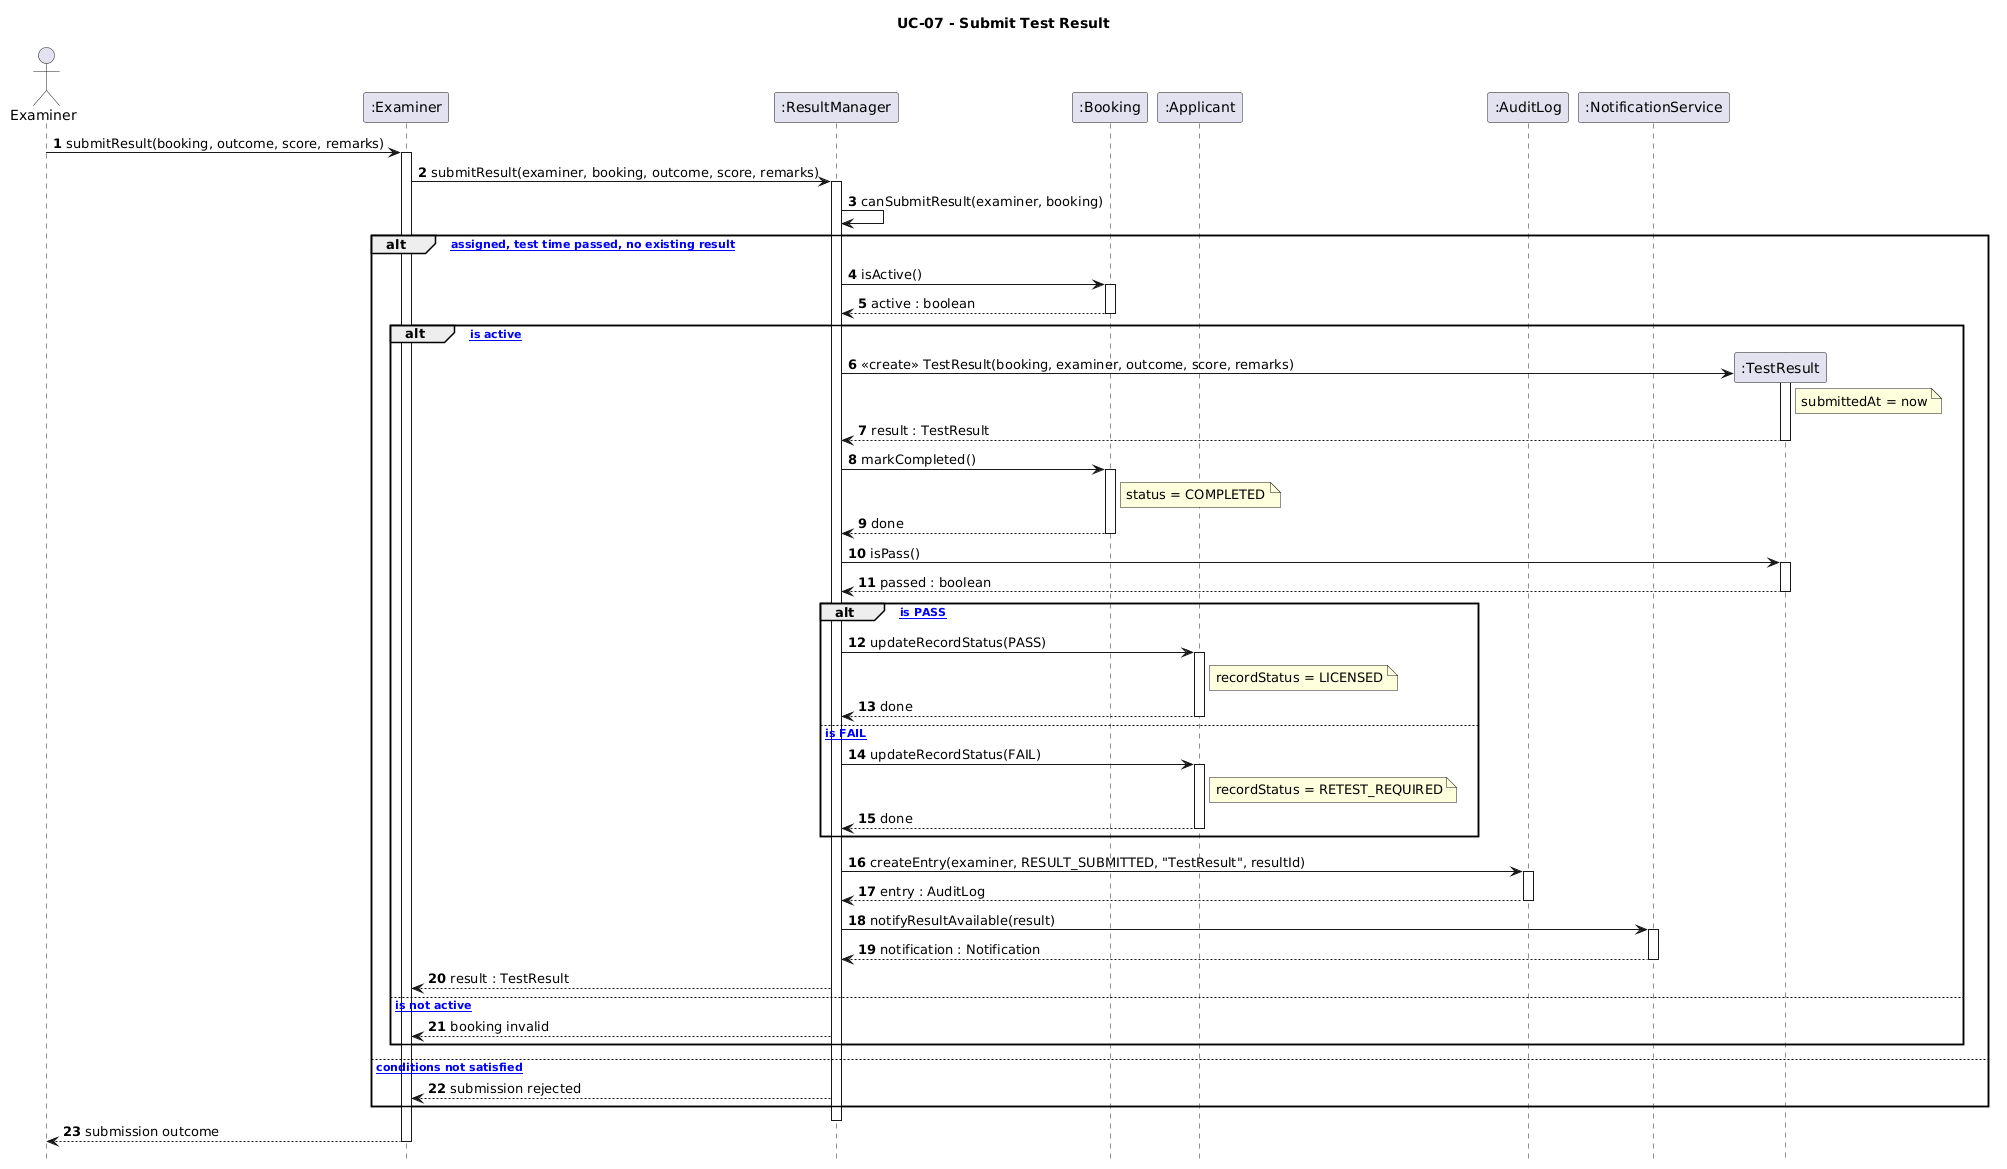 UC-07 - Submit Test Result
Examiner
:Examiner
:ResultManager
:Booking
:Applicant
:AuditLog
:NotificationService
1 submitResult(booking, outcome, score, remarks)
2 submitResult(examiner, booking, outcome, score, remarks)
3 canSubmitResult(examiner, booking)
alt assigned, test time passed, no existing result
4 isActive()
5 active : boolean
alt is active
6 «create» TestResult(booking, examiner, outcome, score, remarks)
:TestResult
submittedAt = now
7 result : TestResult
8 markCompleted()
status = COMPLETED
9 done
10 isPass()
11 passed : boolean
alt is PASS
12 updateRecordStatus(PASS)
recordStatus = LICENSED
13 done
is FAIL
14 updateRecordStatus(FAIL)
recordStatus = RETEST_REQUIRED
15 done
16 createEntry(examiner, RESULT_SUBMITTED, "TestResult", resultId)
17 entry : AuditLog
18 notifyResultAvailable(result)
19 notification : Notification
20 result : TestResult
is not active
21 booking invalid
conditions not satisfied
22 submission rejected
23 submission outcome